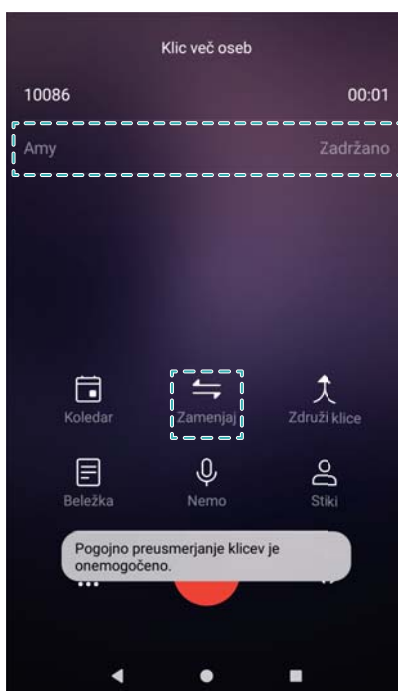 Klic več oseb
10086 00:01
Amy Zadržano
Koledar Zamenjaj Združi klice
Beležka Nemo Stiki
Pogojno preusmerjanje klicev je
onemogočeno.